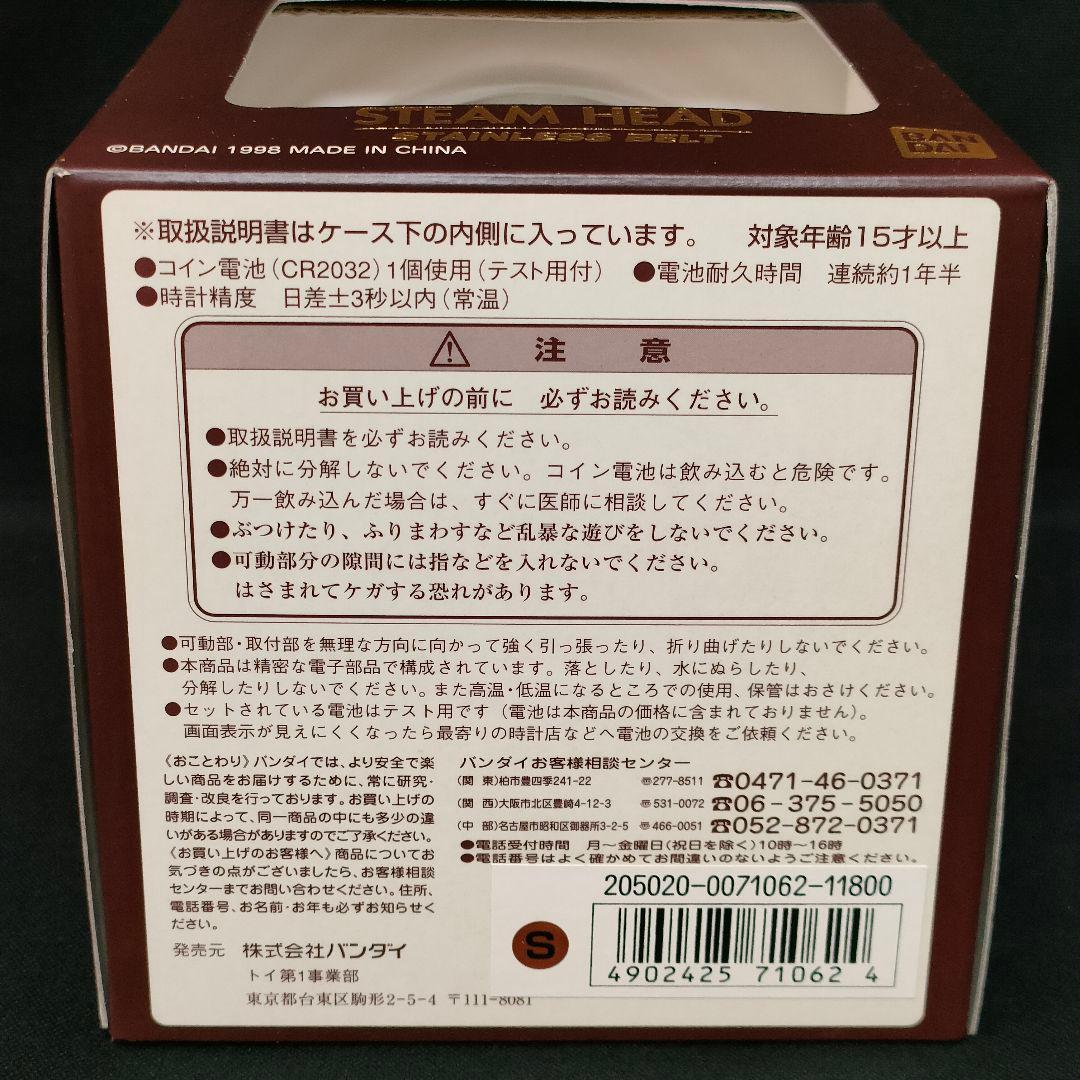 STEAM HEAD
STAINLESS BELT
BAN
DAI
©BANDAI 1998 MADE IN CHINA
※取扱説明書はケース下の内側に入っています。 対象年齢15才以上
●コイン電池(CR2032)1個使用(テスト用付) ●電池耐久時間 連続約1年半
●時計精度 日差±3秒以内(常温)
⚠ 注 意
お買い上げの前に 必ずお読みください。
●取扱説明書を必ずお読みください。
●絶対に分解しないでください。コイン電池は飲み込むと危険です。
万一飲み込んだ場合は、すぐに医師に相談してください。
●ぶつけたり、ふりまわすなど乱暴な遊びをしないでください。
●可動部分の隙間には指などを入れないでください。
はさまれてケガする恐れがあります。
●可動部・取付部を無理な方向に向かって強く引っ張ったり、折り曲げたりしないでください。
●本商品は精密な電子部品で構成されています。落としたり、水にぬらしたり、
分解したりしないでください。また高温・低温になるところでの使用、保管はおさけください。
●セットされている電池はテスト用です(電池は本商品の価格に含まれておりません)。
画面表示が見えにくくなったら最寄りの時計店などへ電池の交換をご依頼ください。
《おことわり》バンダイでは、より安全で楽
しい商品をお届けするために、常に研究・
調査・改良を行っております。お買い上げの
時期によって、同一商品の中にも多少の違
いがある場合がありますのでご了承ください。
《お買い上げのお客様へ》商品についてお
気づきの点がございましたら、お客様相談
センターまでお問い合わせください。住所、
電話番号、お名前・お年も必ずお知らせく
ださい。
バンダイお客様相談センター
(関 東)柏市豊四季241-22 〠277-8511 ☎0471-46-0371
(関 西)大阪市北区豊崎4-12-3 〠531-0072 ☎06-375-5050
(中 部)名古屋市昭和区御器所3-2-5 〠466-0051 ☎052-872-0371
●電話受付時間 月〜金曜日(祝日を除く)10時〜16時
●電話番号はよく確かめてお間違いのないようご注意ください。
205020-0071062-11800
S
4902425 71062 4
発売元 株式会社バンダイ
トイ第1事業部
東京都台東区駒形2-5-4 〒111-8081